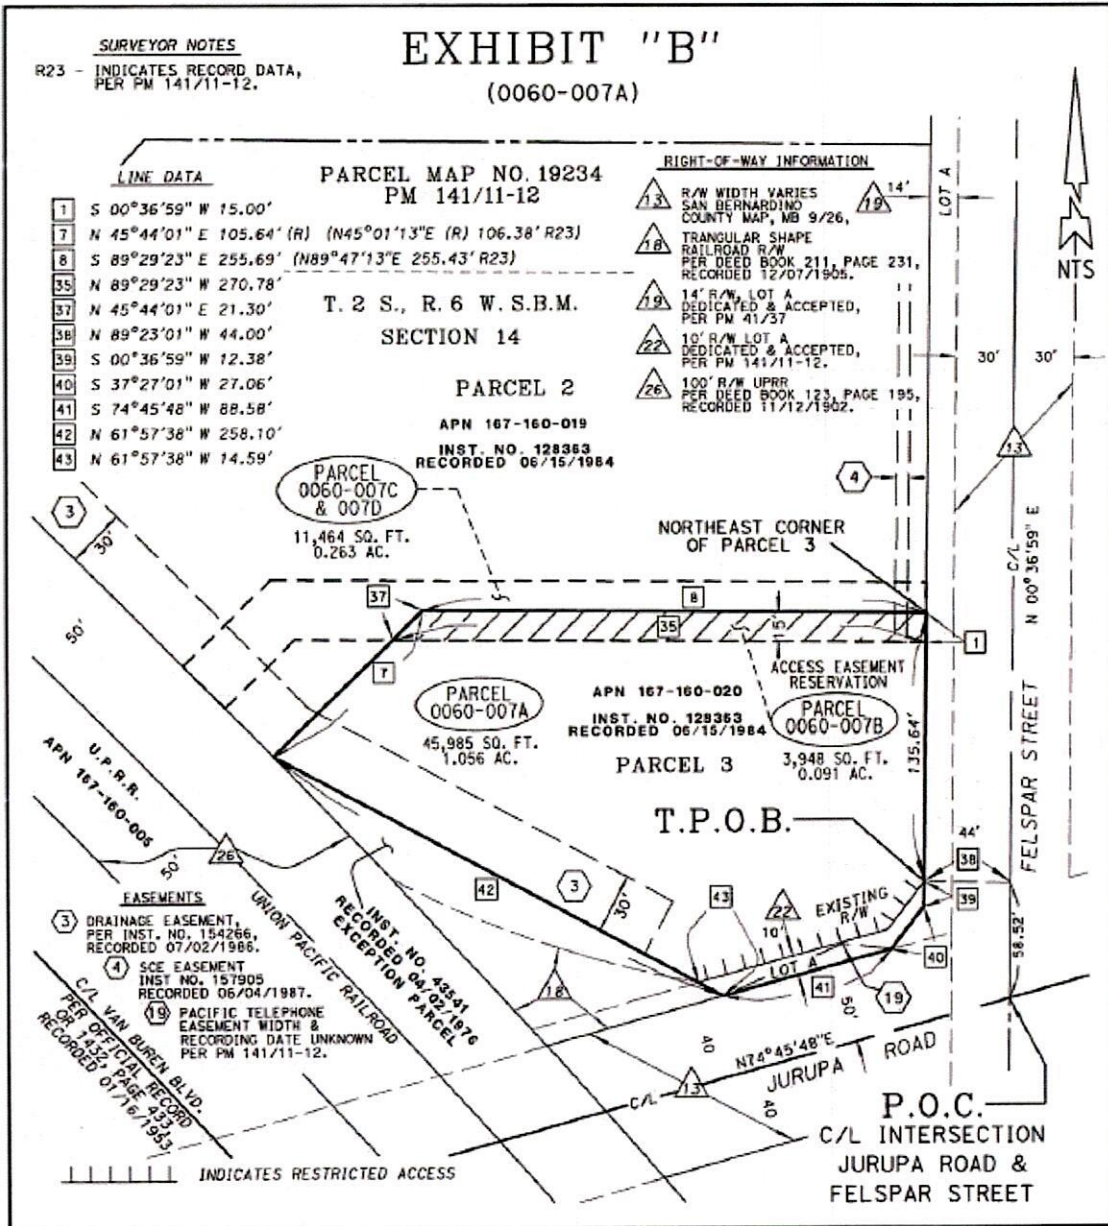 EXHIBIT "B"
(0060-007A)
SURVEYOR NOTES
R23 - INDICATES RECORD DATA,
PER PM 141/11-12.
LINE DATA
1 S 00°36'59" W 15.00'
7 N 45°44'01" E 105.64' (R) (N45°01'13"E (R) 106.38' R23)
8 S 89°29'23" E 255.69' (N89°47'13"E 255.43' R23)
35 N 89°29'23" W 270.78'
37 N 45°44'01" E 21.30'
38 N 89°23'01" W 44.00'
39 S 00°36'59" W 12.38'
40 S 37°27'01" W 27.06'
41 S 74°45'48" W 88.58'
42 N 61°57'38" W 258.10'
43 N 61°57'38" W 14.59'
PARCEL MAP NO. 19234
PM 141/11-12
T. 2 S., R. 6 W. S.B.M.
SECTION 14
PARCEL 2
APN 167-160-019
INST. NO. 128363
RECORDED 06/15/1984
RIGHT-OF-WAY INFORMATION
13 R/W WIDTH VARIES
SAN BERNARDINO
COUNTY MAP, MB 9/26,
18 TRANGULAR SHAPE
RAILROAD R/W
PER DEED BOOK 211, PAGE 231,
RECORDED 12/07/1905.
19 14' R/W, LOT A
DEDICATED & ACCEPTED,
PER PM 41/37
22 10' R/W LOT A
DEDICATED & ACCEPTED,
PER PM 141/11-12.
26 100' R/W UPRR
PER DEED BOOK 123, PAGE 195,
RECORDED 11/12/1902.
19
14'
LOT A
NTS
30'
30'
13
C/L
N 00°36'59" E
FELSPAR STREET
PARCEL
0060-007C
& 007D
11,464 SQ. FT.
0.263 AC.
3
30'
4
NORTHEAST CORNER
OF PARCEL 3
37
8
35
15'
1
7
ACCESS EASEMENT
RESERVATION
PARCEL
0060-007A
45,985 SQ. FT.
1.056 AC.
APN 167-160-020
INST. NO. 128363
RECORDED 06/15/1984
PARCEL 3
PARCEL
0060-007B
3,948 SQ. FT.
0.091 AC.
135.64'
T.P.O.B.
50'
U.P.R.R.
APN 167-160-005
26
50'
44'
38
39
58.52'
42
3
30'
43
22
10'
EXISTING
R/W
LOT A
40
41
19
50'
18
INST. NO. 43541
RECORDED 04/02/1976
EXCEPTION PARCEL
UNION PACIFIC RAILROAD
EASEMENTS
3 DRAINAGE EASEMENT,
PER INST. NO. 154266,
RECORDED 07/02/1986.
4 SCE EASEMENT
INST NO. 157905
RECORDED 06/04/1987.
19 PACIFIC TELEPHONE
EASEMENT WIDTH &
RECORDING DATE UNKNOWN
PER PM 141/11-12.
C/L VAN BUREN BLVD.
PER OFFICIAL RECORD
OR 1432, PAGE 433,
RECORDED 01/16/1953
40
N74°45'48"E
JURUPA ROAD
C/L
13
40
P.O.C.
C/L INTERSECTION
JURUPA ROAD &
FELSPAR STREET
INDICATES RESTRICTED ACCESS